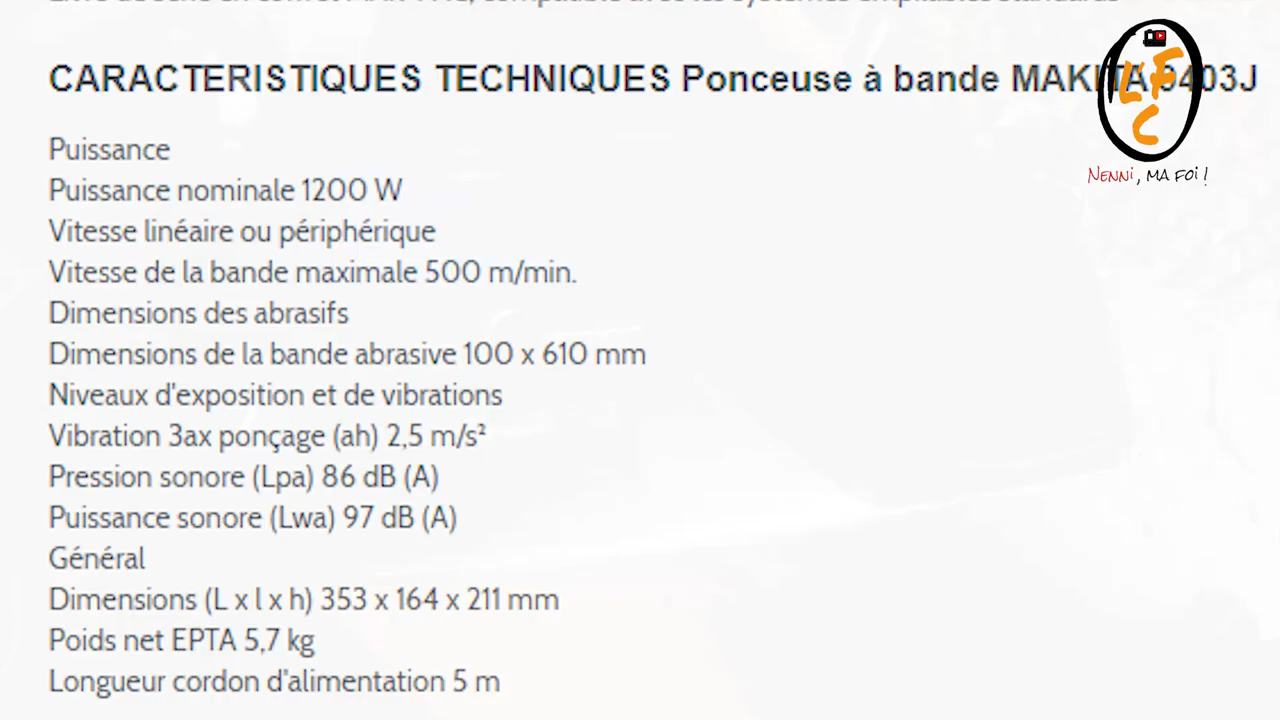 CARACTERISTIQUES TECHNIQUES Ponceuse à bande MAKITA 9403J
L'F
C
NENNi, MA FOi !
Puissance
Puissance nominale 1200 W
Vitesse linéaire ou périphérique
Vitesse de la bande maximale 500 m/min.
Dimensions des abrasifs
Dimensions de la bande abrasive 100 x 610 mm
Niveaux d'exposition et de vibrations
Vibration 3ax ponçage (ah) 2,5 m/s²
Pression sonore (Lpa) 86 dB (A)
Puissance sonore (Lwa) 97 dB (A)
Général
Dimensions (L x l x h) 353 x 164 x 211 mm
Poids net EPTA 5,7 kg
Longueur cordon d'alimentation 5 m